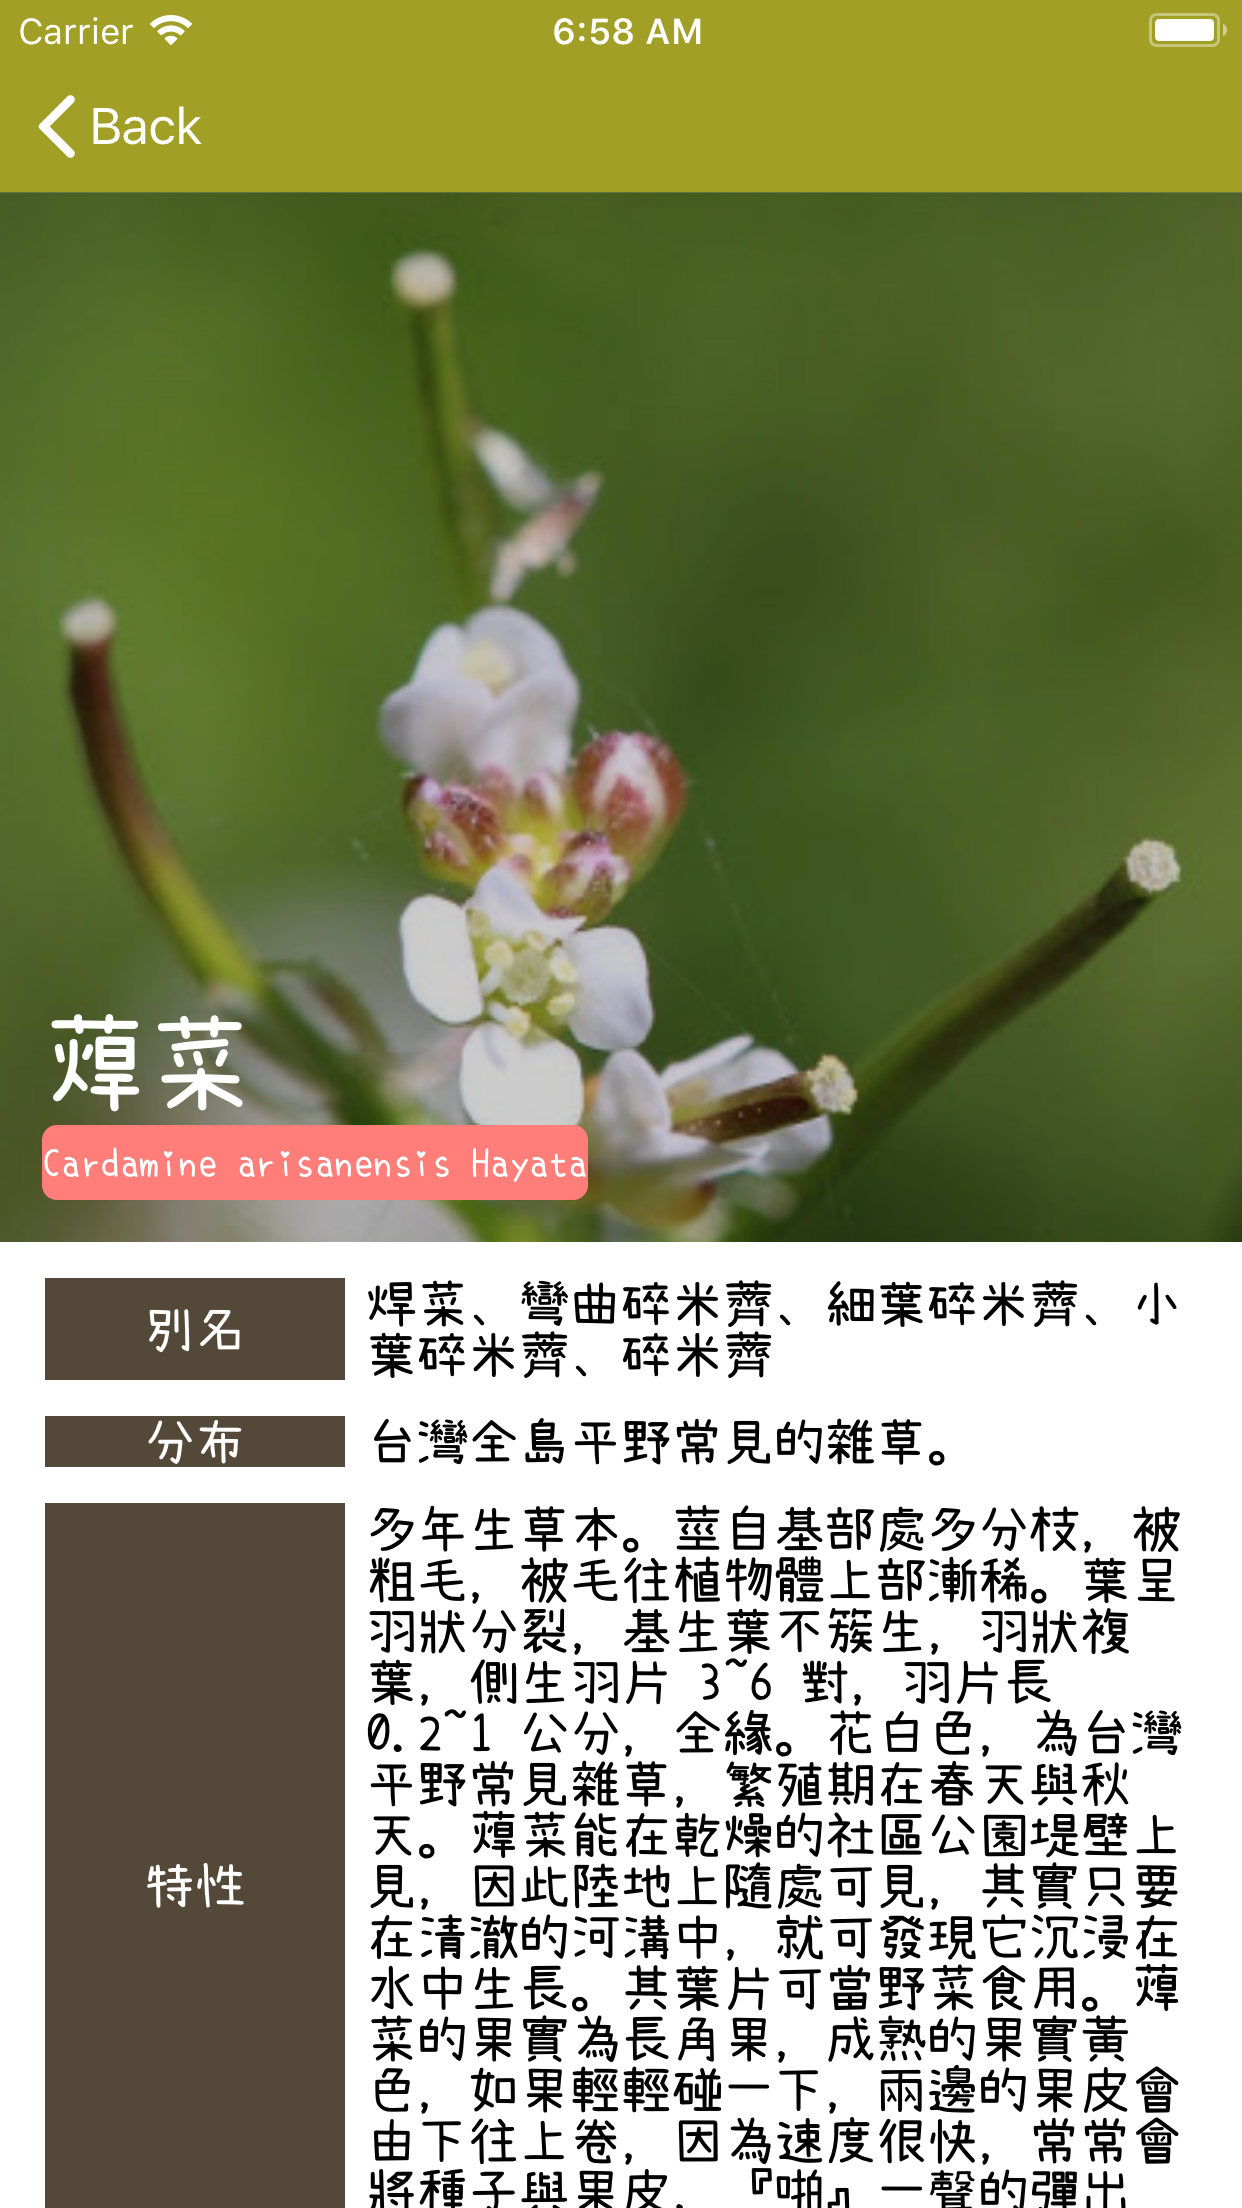 Carrier 6:58 AM
Back
蔊菜
Cardamine arisanensis Hayata
別名
焊菜、彎曲碎米薺、細葉碎米薺、小
葉碎米薺、碎米薺
分布
台灣全島平野常見的雜草。
特性
多年生草本。莖自基部處多分枝，被
粗毛，被毛往植物體上部漸稀。葉呈
羽狀分裂，基生葉不簇生，羽狀複
葉，側生羽片 3~6 對，羽片長
0.2~1 公分，全緣。花白色，為台灣
平野常見雜草，繁殖期在春天與秋
天。蔊菜能在乾燥的社區公園堤壁上
見，因此陸地上隨處可見，其實只要
在清澈的河溝中，就可發現它沉浸在
水中生長。其葉片可當野菜食用。蔊
菜的果實為長角果，成熟的果實黃
色，如果輕輕碰一下，兩邊的果皮會
由下往上卷，因為速度很快，常常會
將種子與果皮，『啪』一聲的彈出